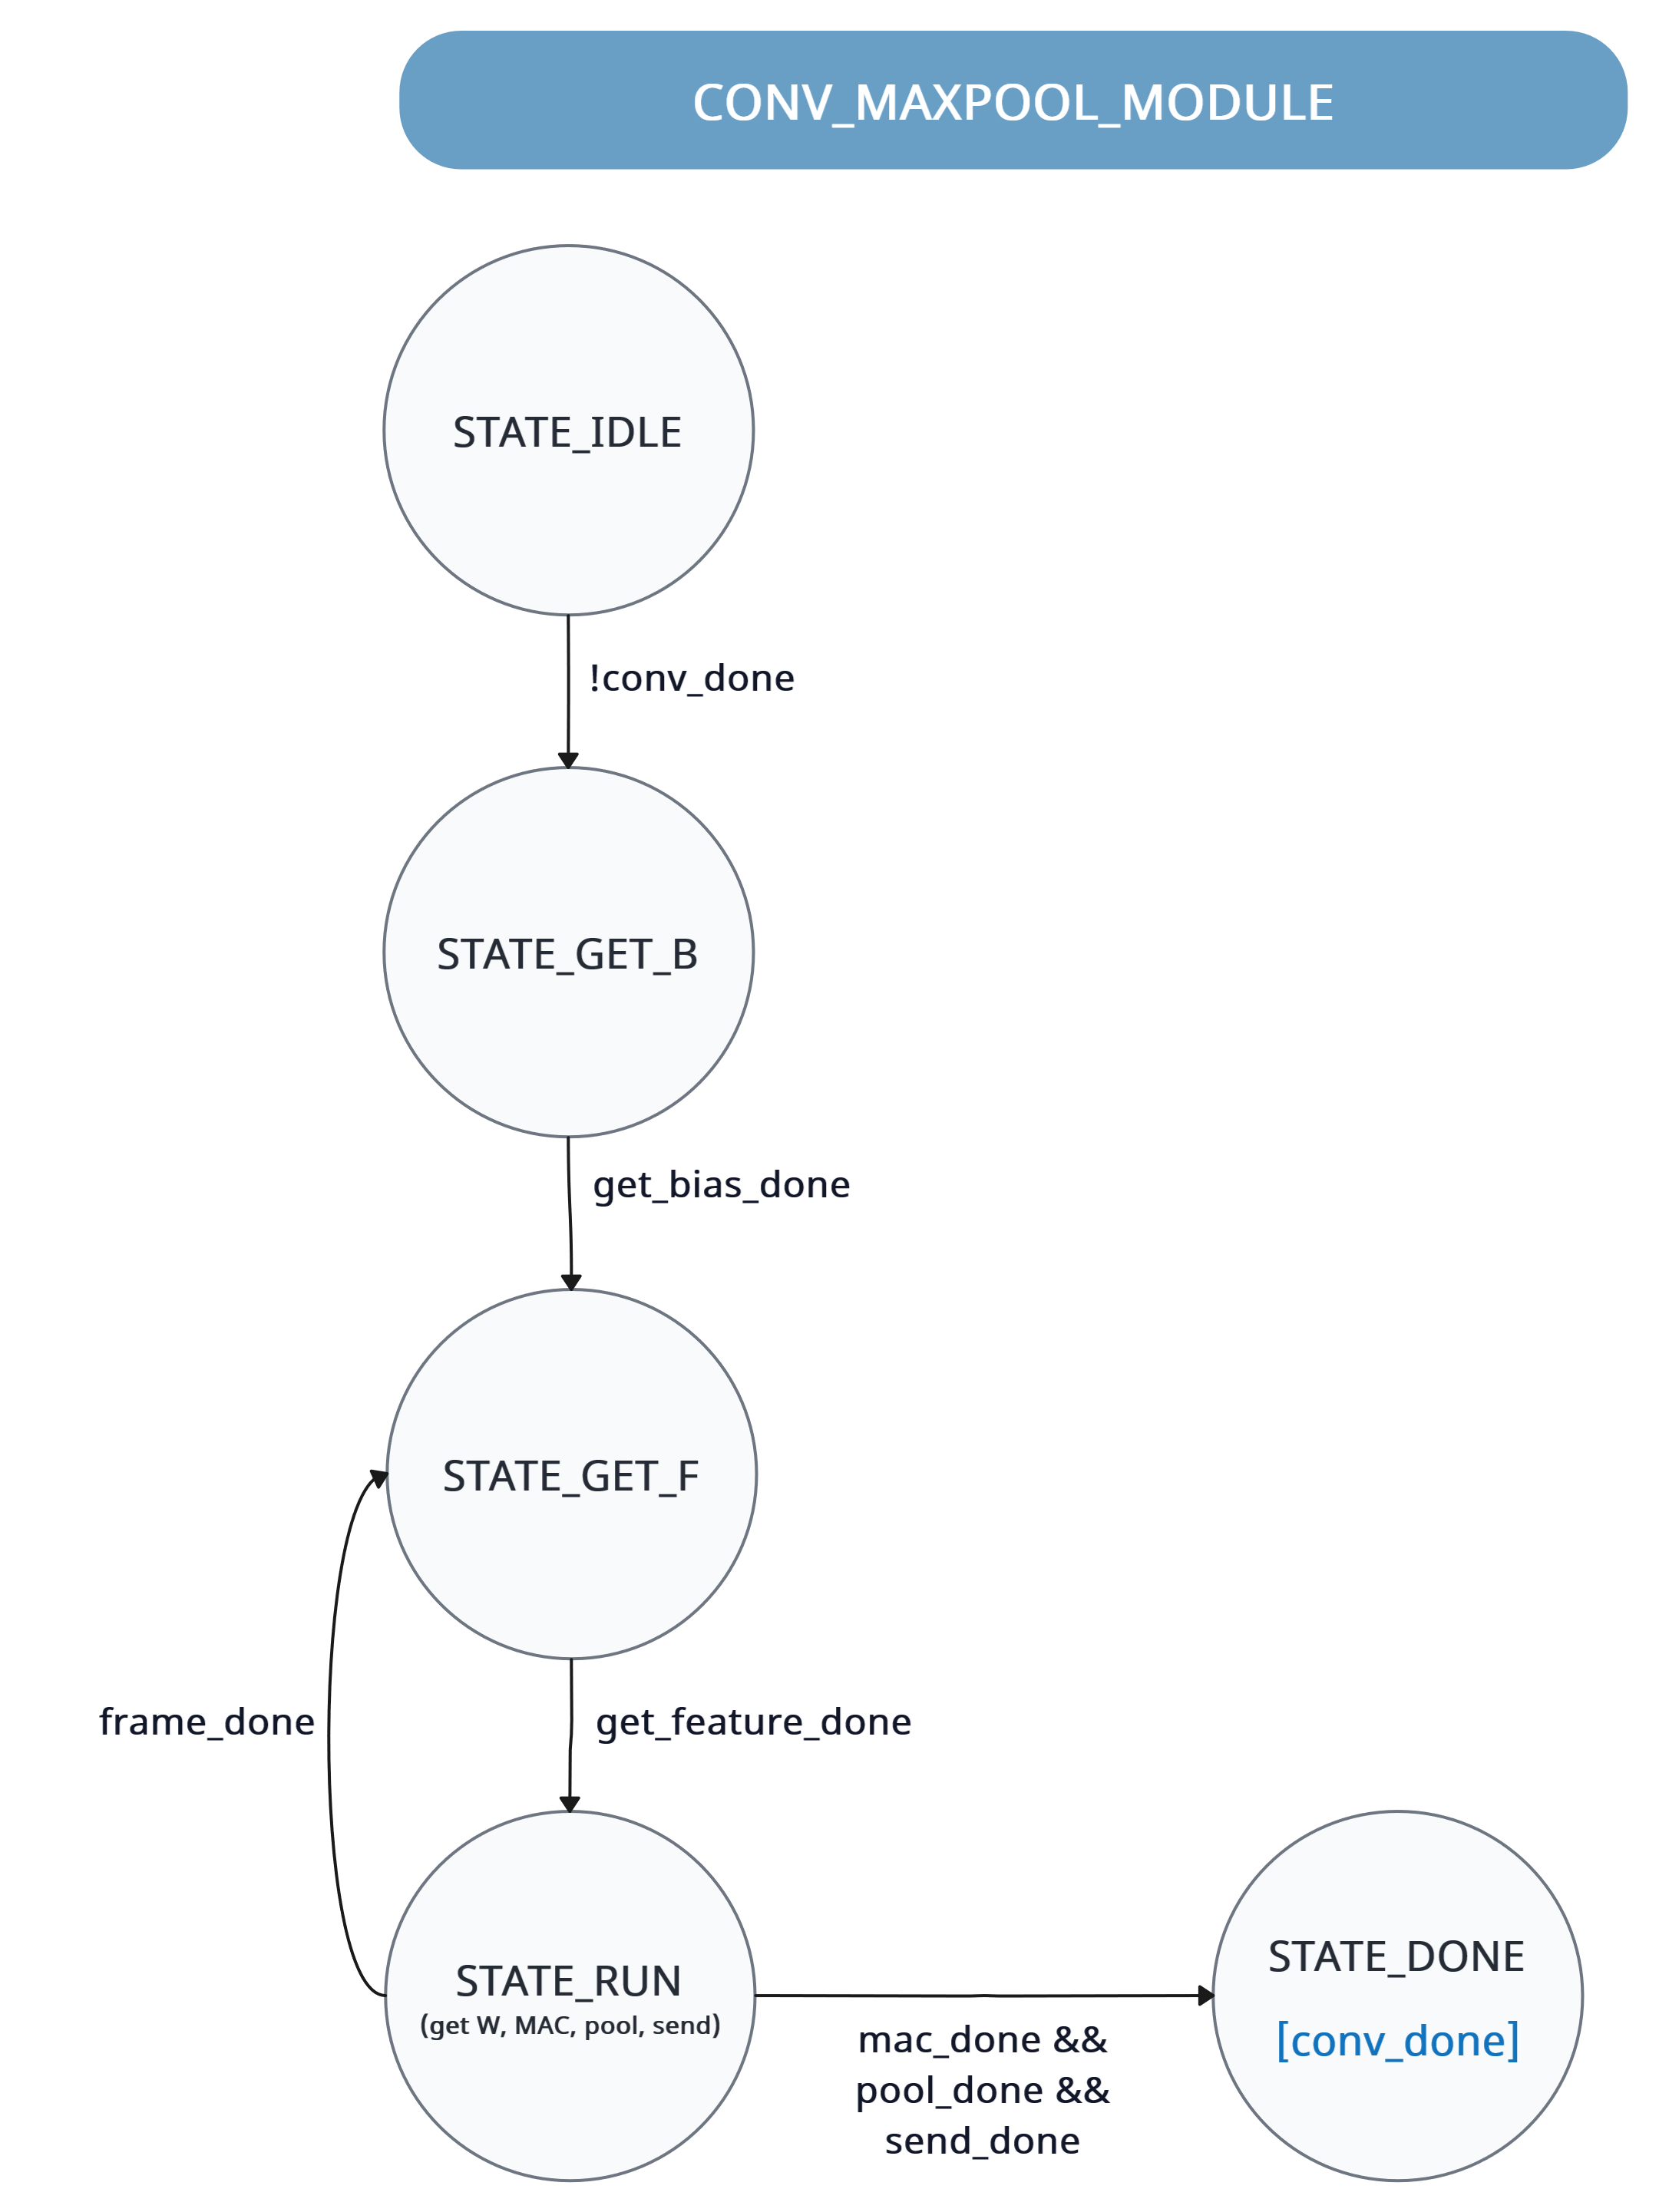 CONV_MAXPOOL_MODULE
STATE_IDLE
!conv_done
STATE_GET_B
get_bias_done
STATE_GET_F
frame_done
get_feature_done
STATE_RUN
(get W, MAC, pool, send)
mac_done &&
pool_done &&
send_done
STATE_DONE
[conv_done]